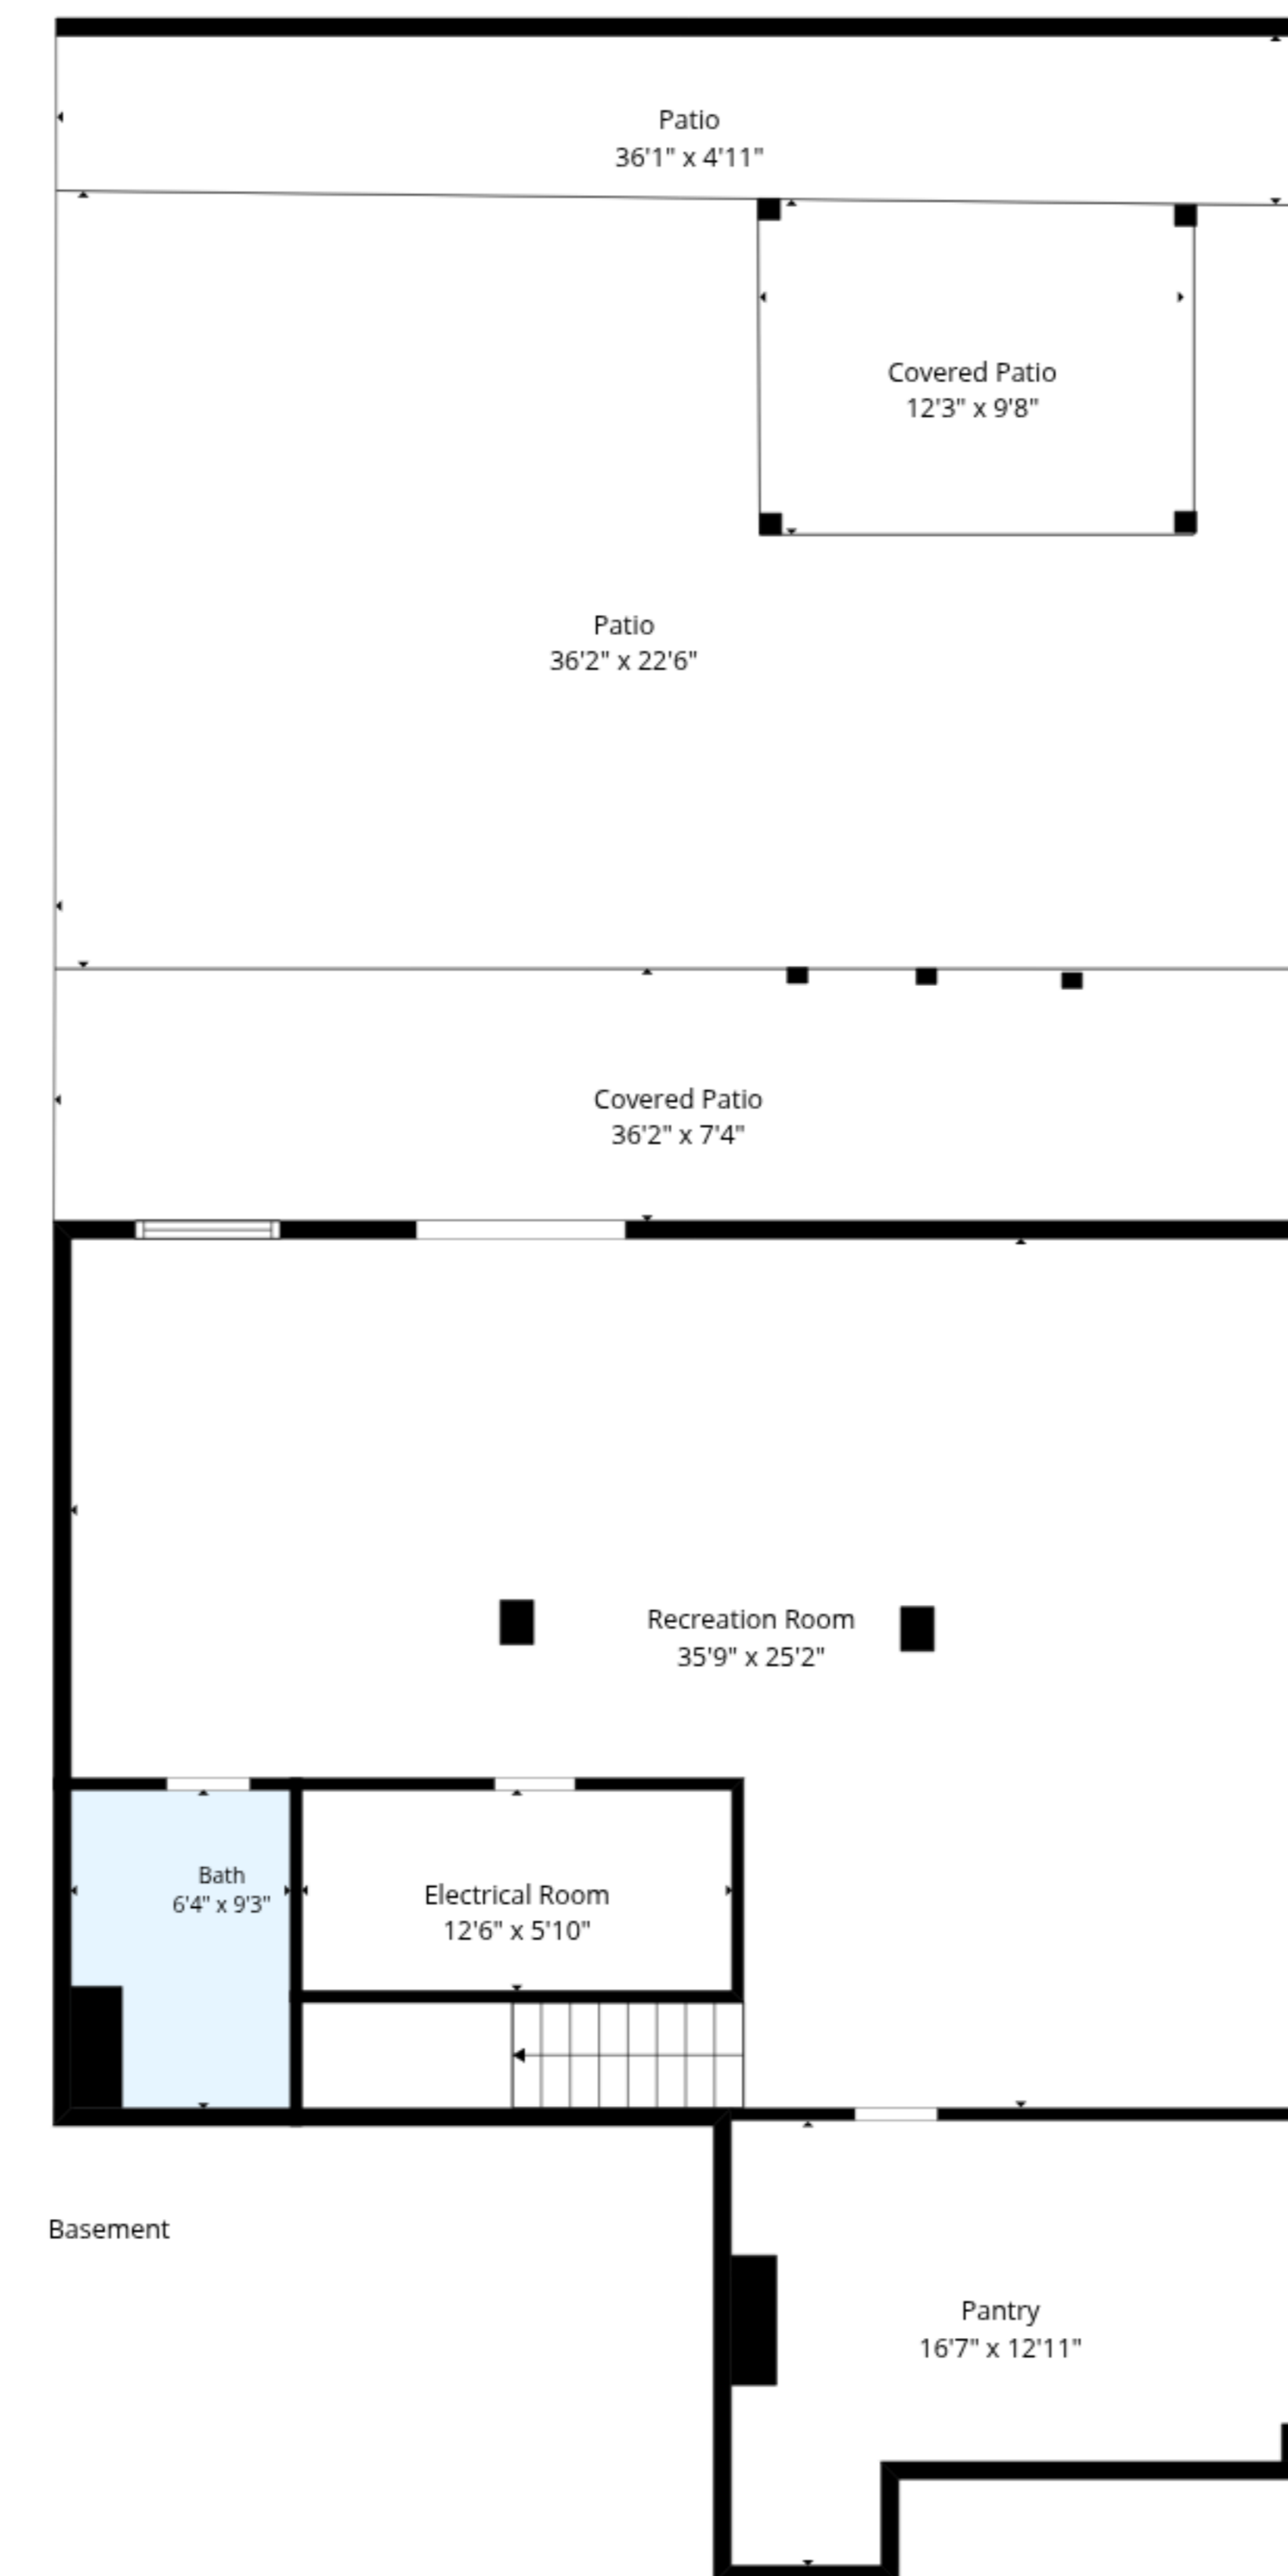 Patio
36'1" x 4'11"
Covered Patio
12'3" x 9'8"
Patio
36'2" x 22'6"
Covered Patio
36'2" x 7'4"
Recreation Room
35'9" x 25'2"
Bath
6'4" x 9'3"
Electrical Room
12'6" x 5'10"
Basement
Pantry
16'7" x 12'11"